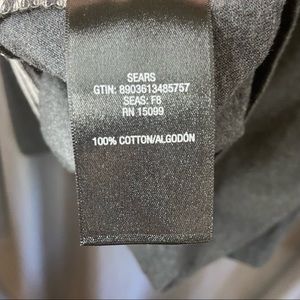 SEARS
GTIN: 8903613485757
SEAS: F8
RN 15099
100% COTTON/ALGODÓN